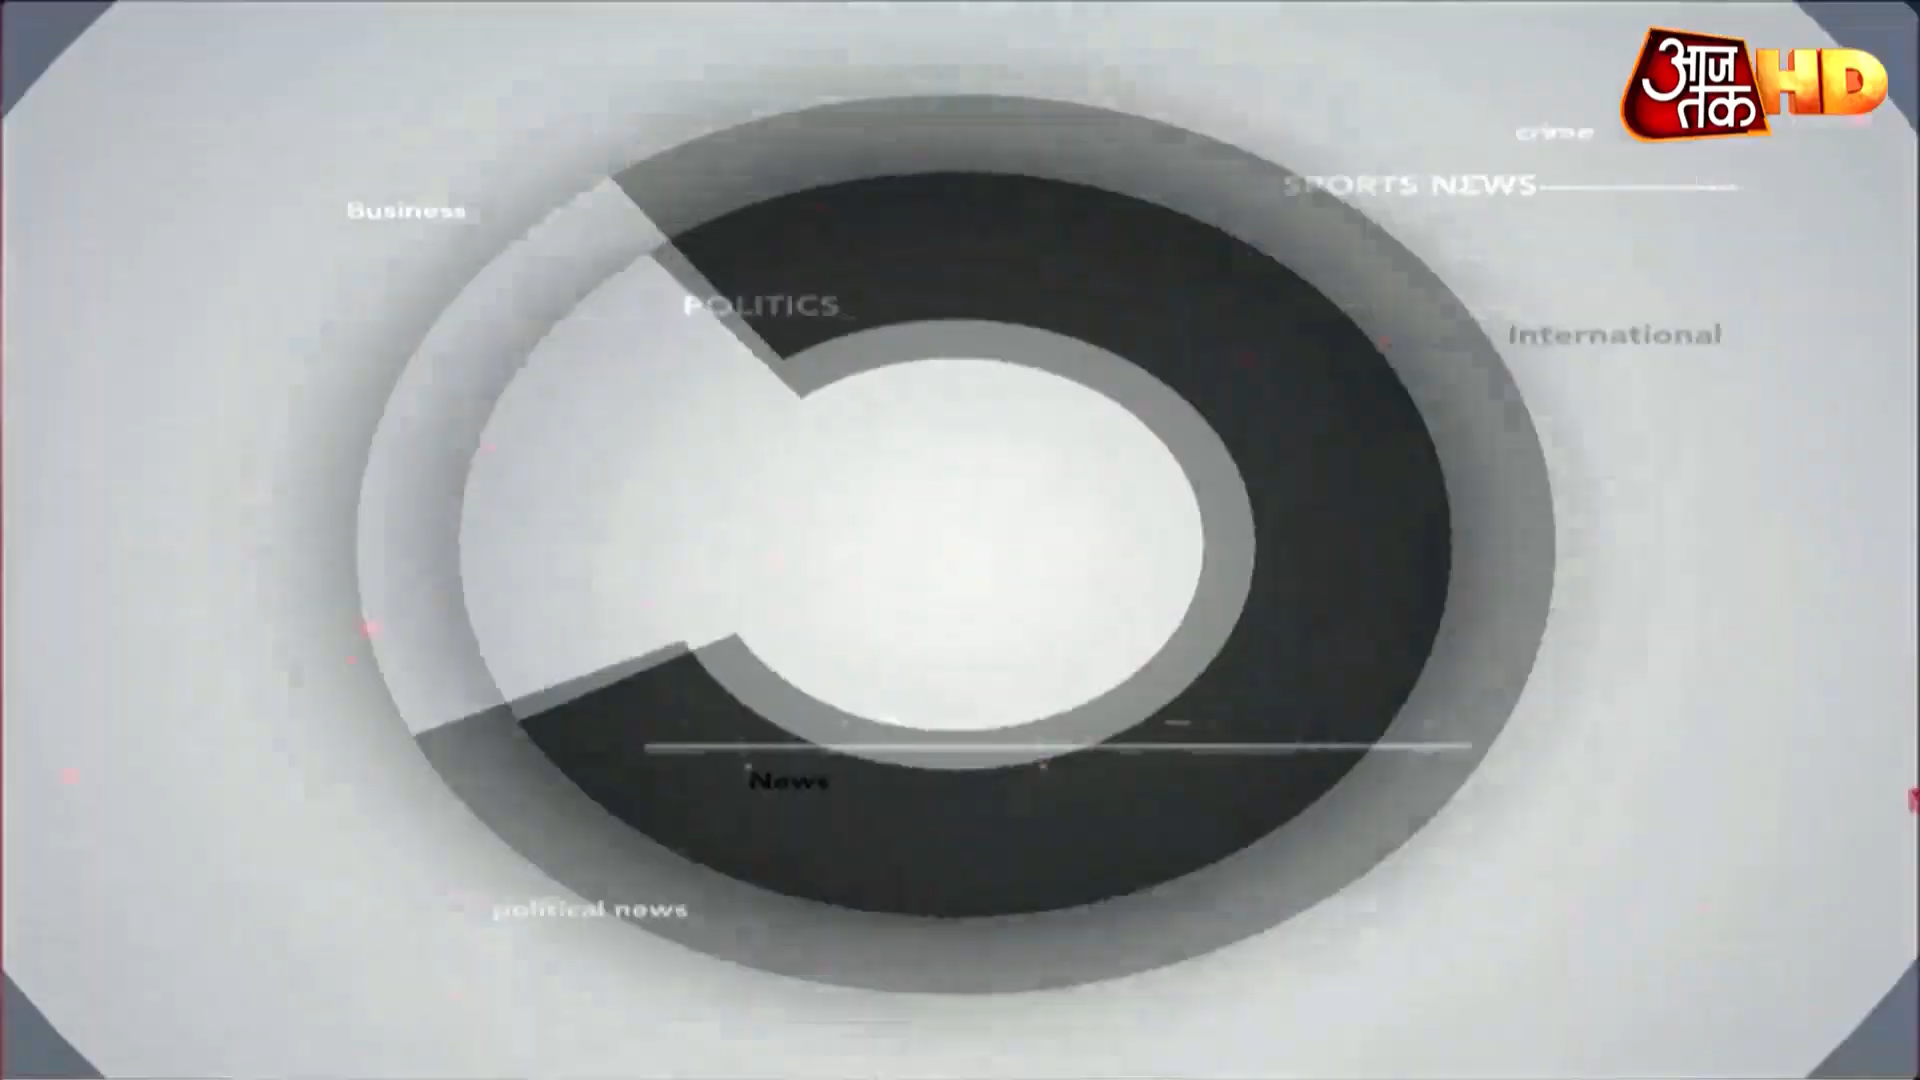 आज
तक HD
crime
SPORTS NEWS
Business
POLITICS
International
News
political news